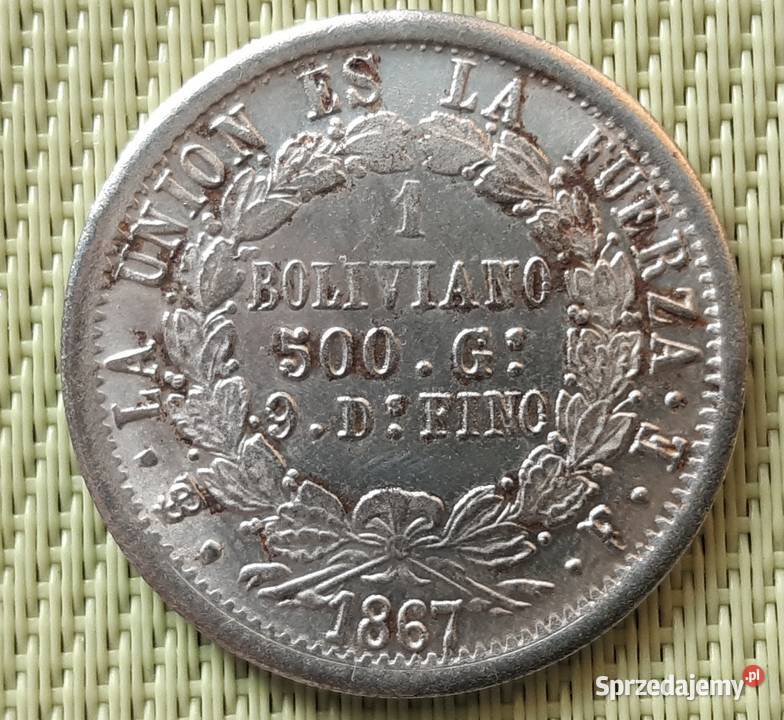 LA UNION ES LA FUERZA.
1
BOLIVIANO
500.G:
9.D:FINO
1867
Sprzedajemy.pl